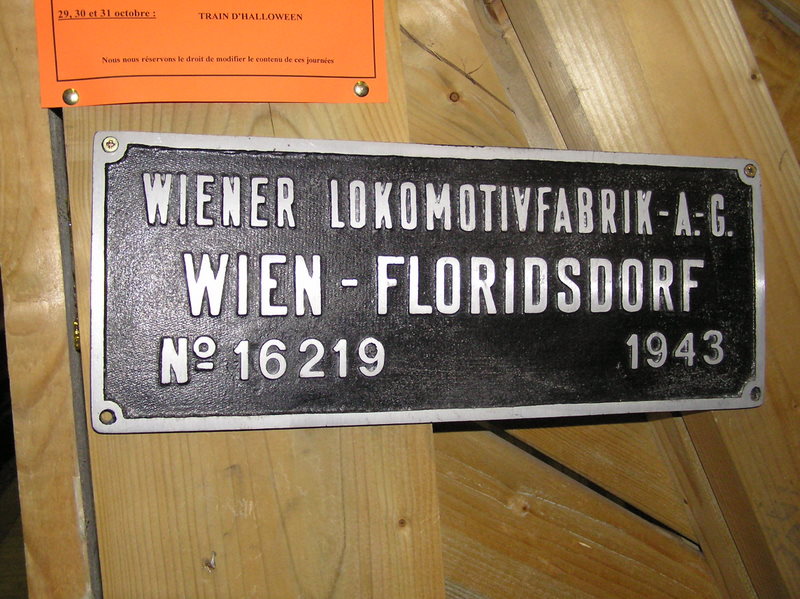 29, 30 et 31 octobre : TRAIN D'HALLOWEEN
Nous nous réservons le droit de modifier le contenu de ces journées
WIENER LOKOMOTIVFABRIK-A.-G.
WIEN-FLORIDSDORF
Nº 16219 1943